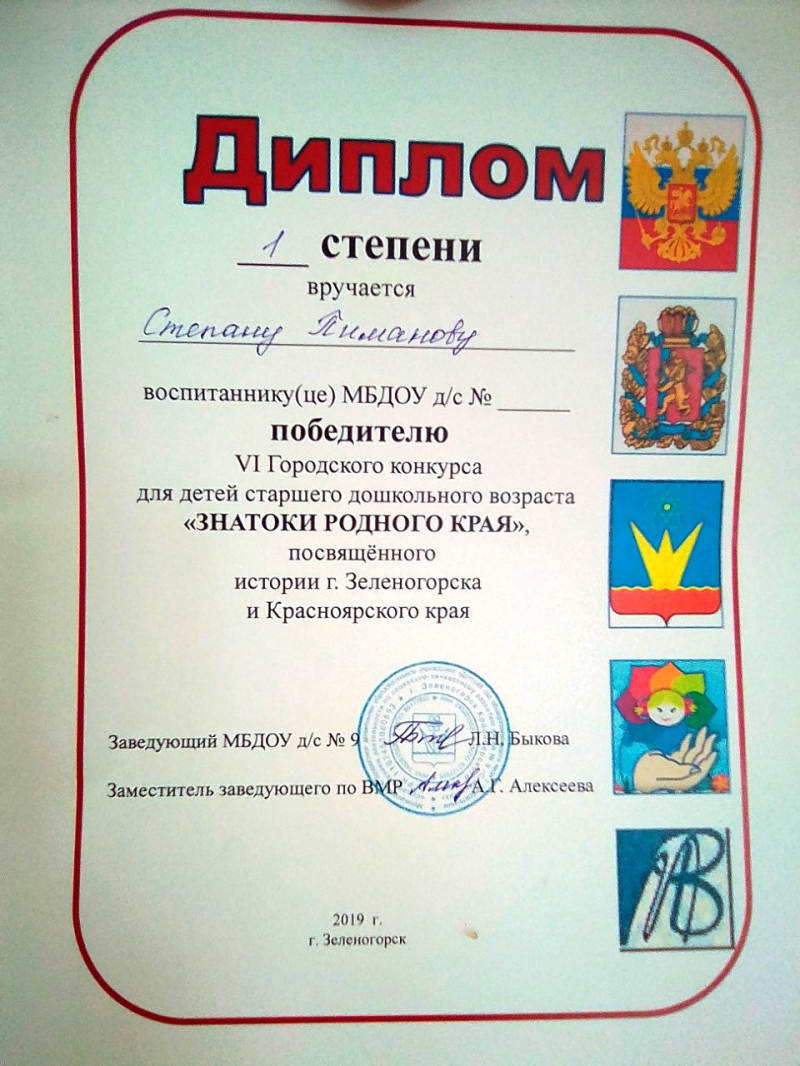 Диплом
1 степени
вручается
Степану Пиманову
воспитаннику(це) МБДОУ д/с № ______
победителю
VI Городского конкурса
для детей старшего дошкольного возраста
«ЗНАТОКИ РОДНОГО КРАЯ»,
посвящённого
истории г. Зеленогорска
и Красноярского края
Заведующий МБДОУ д/с № 9 Л.Н. Быкова
Заместитель заведующего по ВМР А.Г. Алексеева
2019 г.
г. Зеленогорск